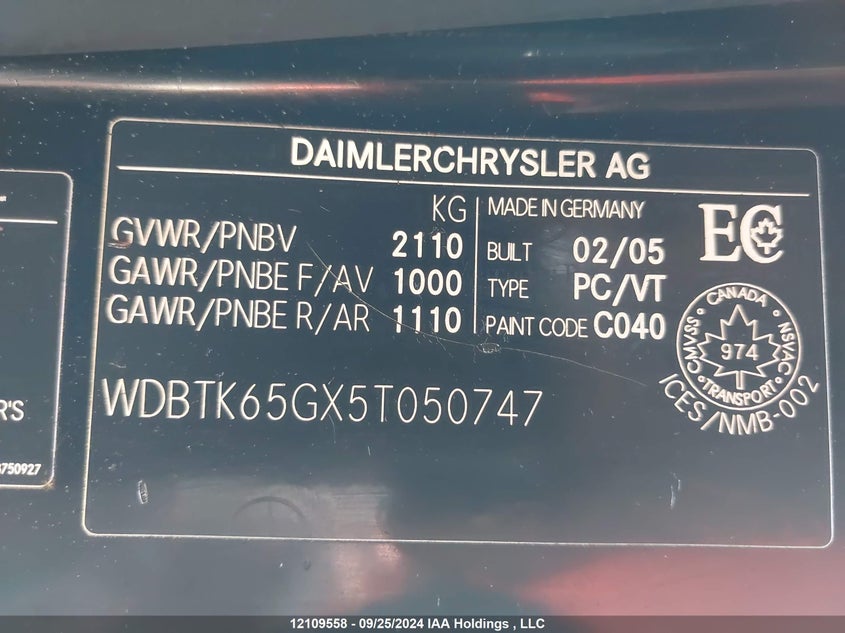 DAIMLERCHRYSLER AG
KG
GVWR/PNBV 2110
GAWR/PNBE F/AV 1000
GAWR/PNBE R/AR 1110
MADE IN GERMANY
BUILT 02/05
TYPE PC/VT
PAINT CODE C040
EC
CANADA
CMVSS
974
NSVAC
TRANSPORT
ICES/NMB-002
WDBTK65GX5T050747
R'S
750927
12109558 - 09/25/2024 IAA Holdings , LLC